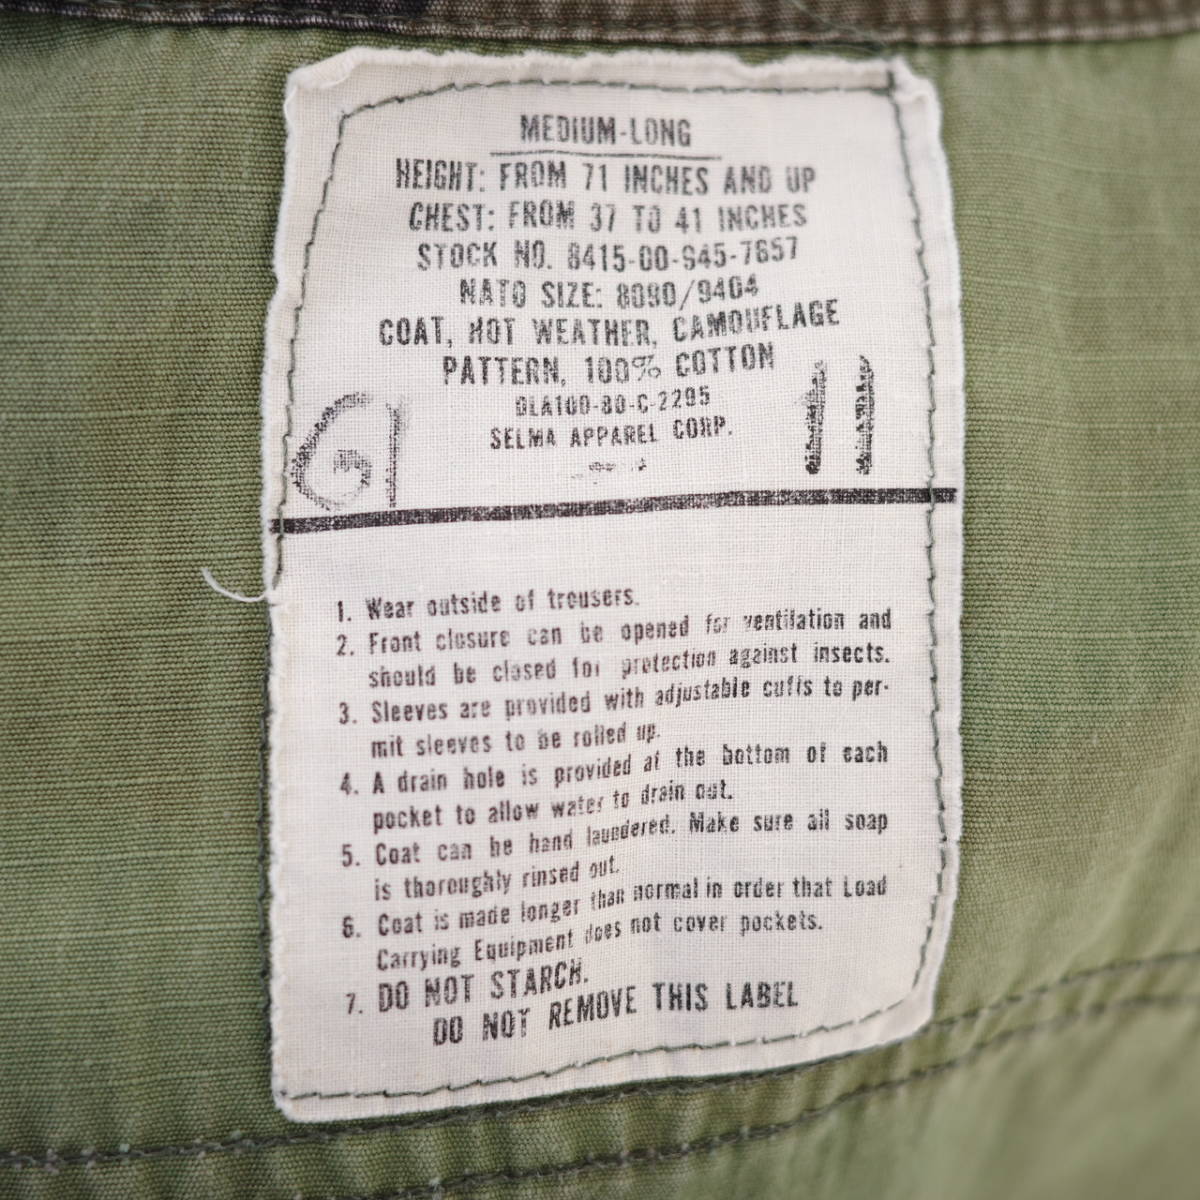 MEDIUM-LONG
HEIGHT: FROM 71 INCHES AND UP
CHEST: FROM 37 TO 41 INCHES
STOCK NO. 8415-00-945-7657
NATO SIZE: 8090/9404
COAT, HOT WEATHER, CAMOUFLAGE
PATTERN, 100% COTTON
DLA100-80-C-2295
SELMA APPAREL CORP.
11
1. Wear outside of trousers.
2. Front closure can be opened for ventilation and
should be closed for protection against insects.
3. Sleeves are provided with adjustable cuffs to per-
mit sleeves to be rolled up.
4. A drain hole is provided at the bottom of each
pocket to allow water to drain out.
5. Coat can be hand laundered. Make sure all soap
is thoroughly rinsed out.
6. Coat is made longer than normal in order that Load
Carrying Equipment does not cover pockets.
7. DO NOT STARCH.
DO NOT REMOVE THIS LABEL